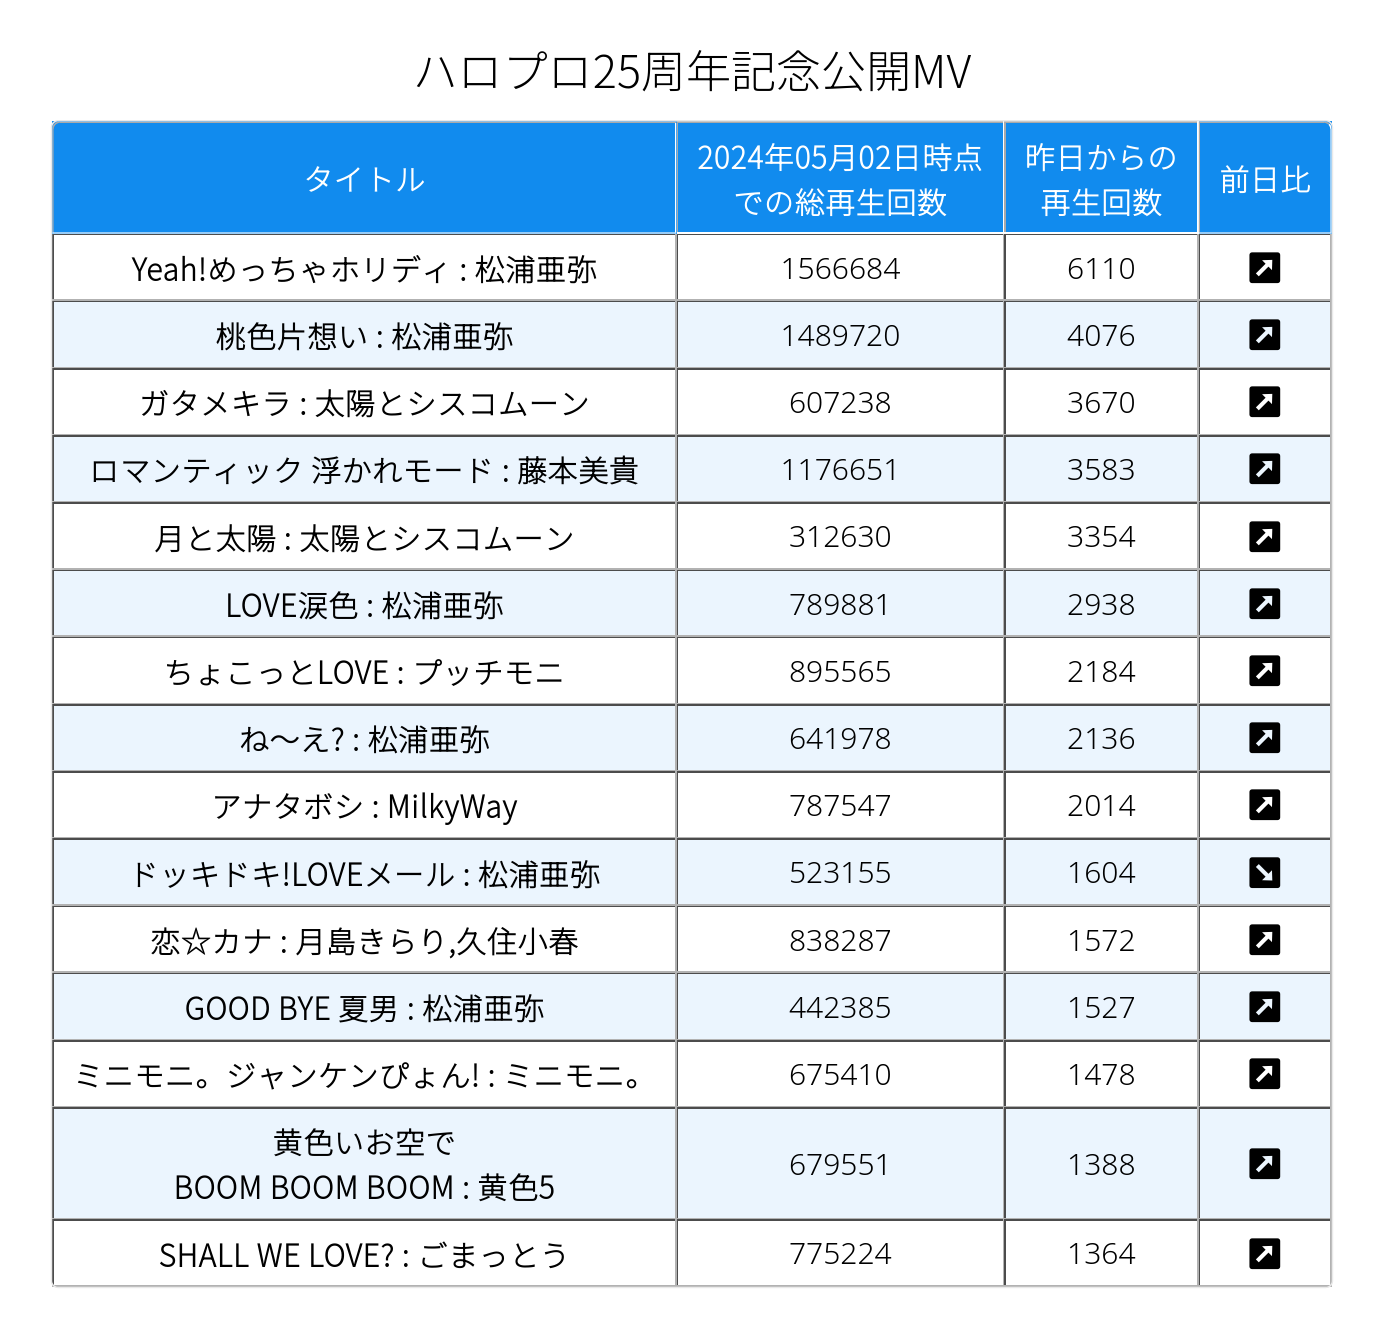 ハロプロ25周年記念公開MV
タイトル
2024年05月02日時点
での総再生回数
昨日からの
再生回数
前日比
Yeah!めっちゃホリディ : 松浦亜弥 1566684 6110
桃色片想い : 松浦亜弥 1489720 4076
ガタメキラ : 太陽とシスコムーン 607238 3670
ロマンティック 浮かれモード : 藤本美貴 1176651 3583
月と太陽 : 太陽とシスコムーン 312630 3354
LOVE涙色 : 松浦亜弥 789881 2938
ちょこっとLOVE : プッチモニ 895565 2184
ね～え? : 松浦亜弥 641978 2136
アナタボシ : MilkyWay 787547 2014
ドッキドキ!LOVEメール : 松浦亜弥 523155 1604
恋☆カナ : 月島きらり,久住小春 838287 1572
GOOD BYE 夏男 : 松浦亜弥 442385 1527
ミニモニ。ジャンケンぴょん! : ミニモニ。 675410 1478
黄色いお空で
BOOM BOOM BOOM : 黄色5 679551 1388
SHALL WE LOVE? : ごまっとう 775224 1364